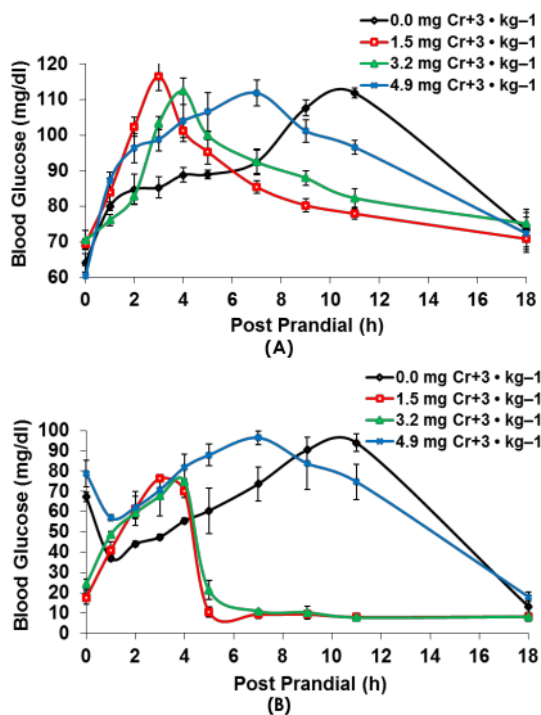 0.0 mg Cr+3 • kg–1
1.5 mg Cr+3 • kg–1
3.2 mg Cr+3 • kg–1
4.9 mg Cr+3 • kg–1
Blood Glucose (mg/dl)
120
110
100
90
80
70
60
0 2 4 6 8 10 12 14 16 18
Post Prandial (h)
(A)
0.0 mg Cr+3 • kg–1
1.5 mg Cr+3 • kg–1
3.2 mg Cr+3 • kg–1
4.9 mg Cr+3 • kg–1
Blood Glucose (mg/dl)
100
90
80
70
60
50
40
30
20
10
0
0 2 4 6 8 10 12 14 16 18
Post Prandial (h)
(B)